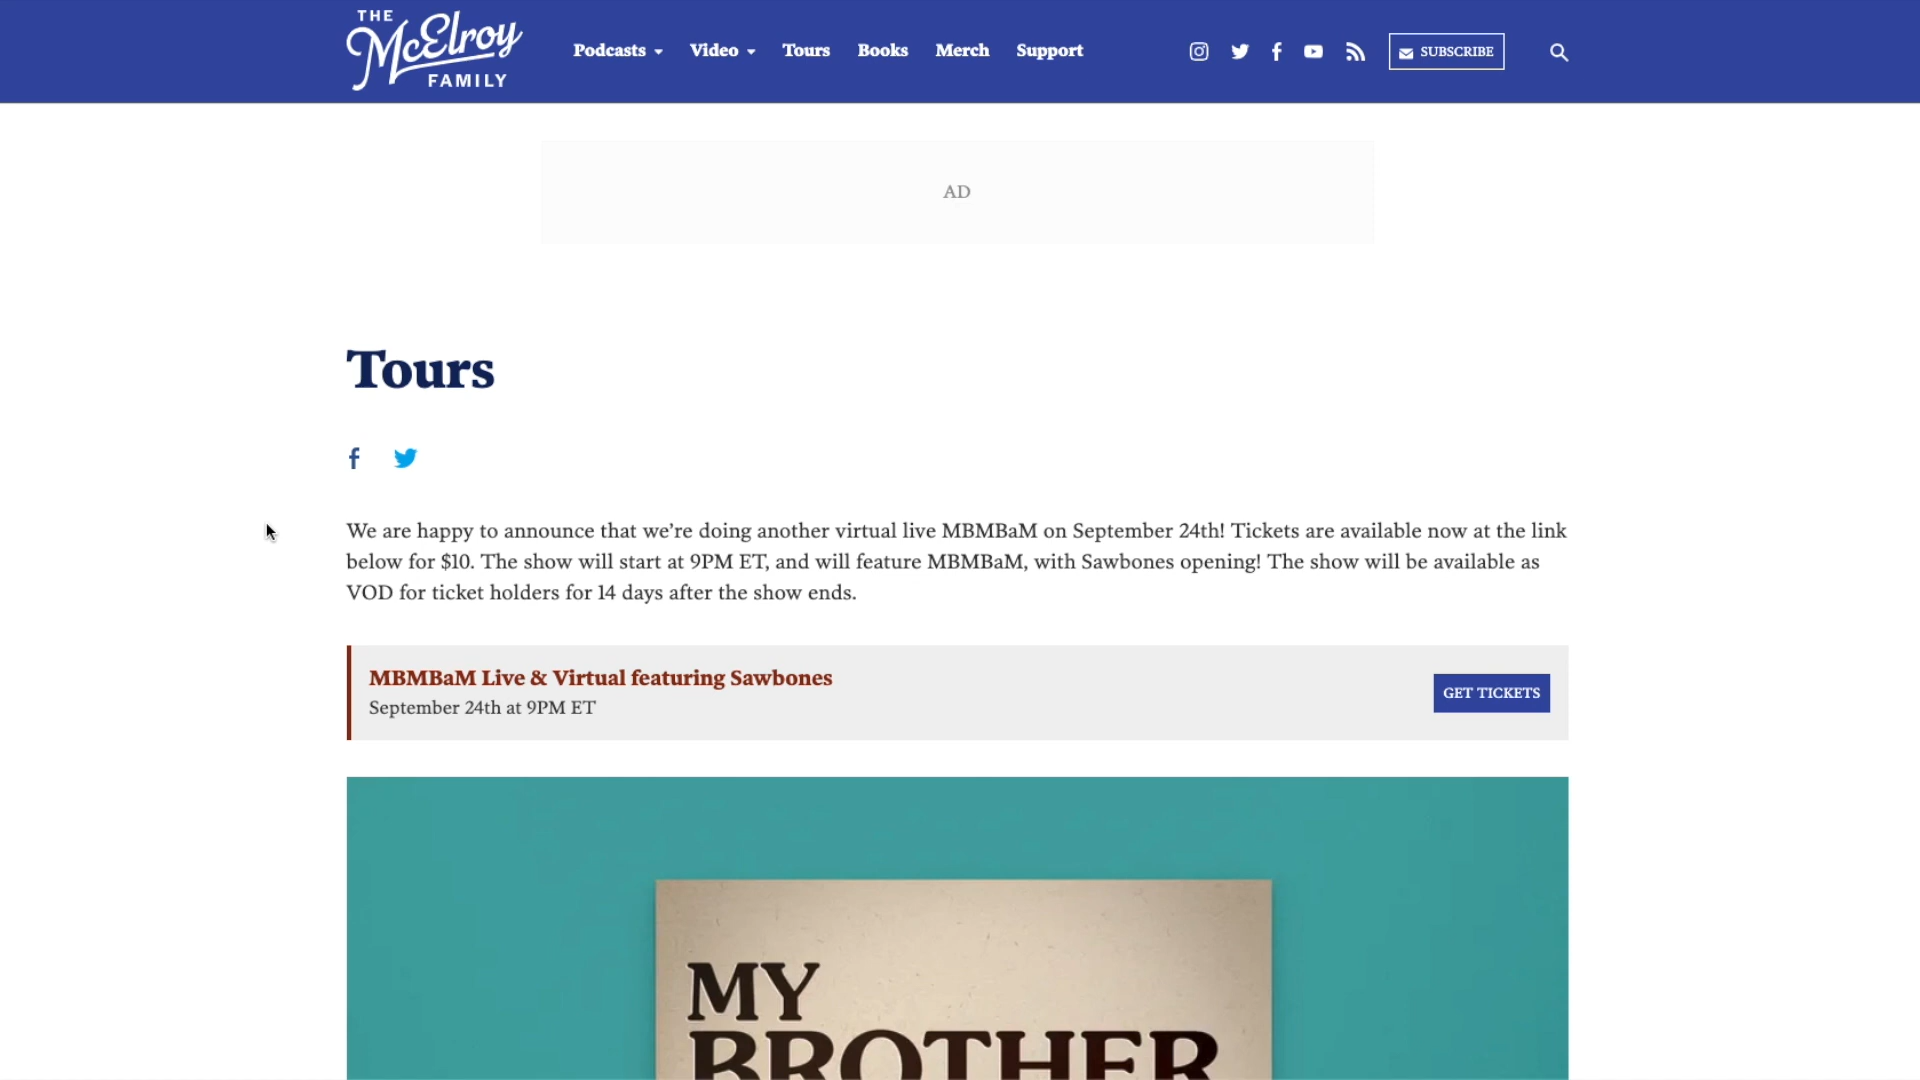 THE
McElroy
FAMILY
Podcasts
Video
Tours
Books
Merch
Support
SUBSCRIBE
AD
Tours
We are happy to announce that we’re doing another virtual live MBMBaM on September 24th! Tickets are available now at the link
below for $10. The show will start at 9PM ET, and will feature MBMBaM, with Sawbones opening! The show will be available as
VOD for ticket holders for 14 days after the show ends.
MBMBaM Live & Virtual featuring Sawbones
September 24th at 9PM ET
GET TICKETS
MY
BROTHER